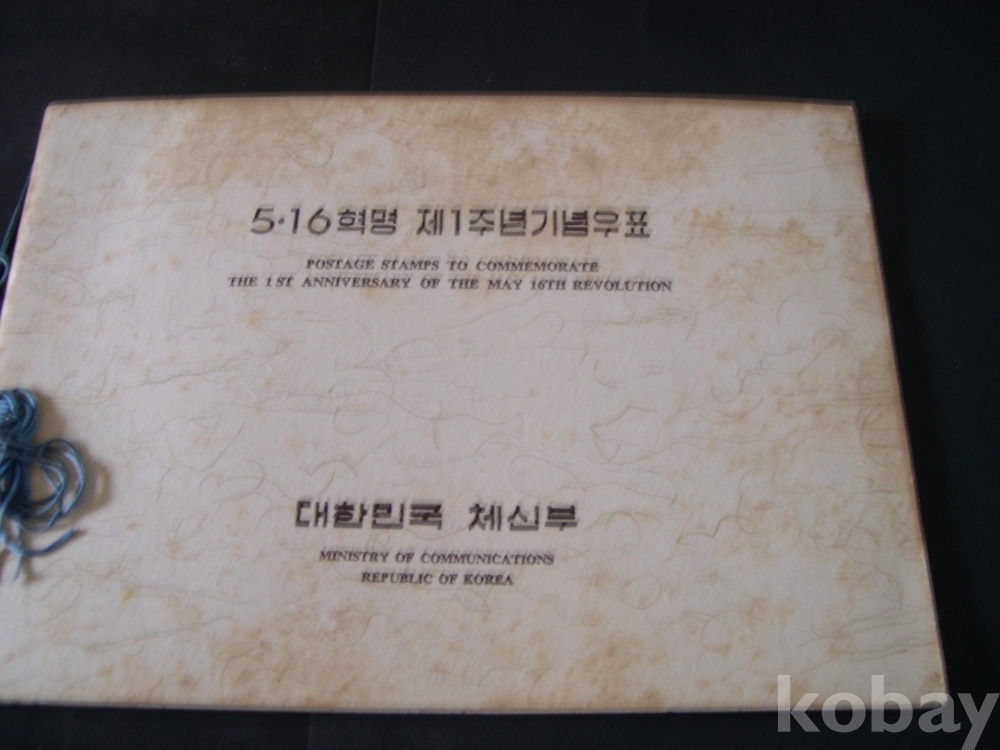 5·16혁명 제1주년기념우표
POSTAGE STAMPS TO COMMEMORATE
THE 1ST ANNIVERSARY OF THE MAY 16TH REVOLUTION
대한민국 체신부
MINISTRY OF COMMUNICATIONS
REPUBLIC OF KOREA
kobay